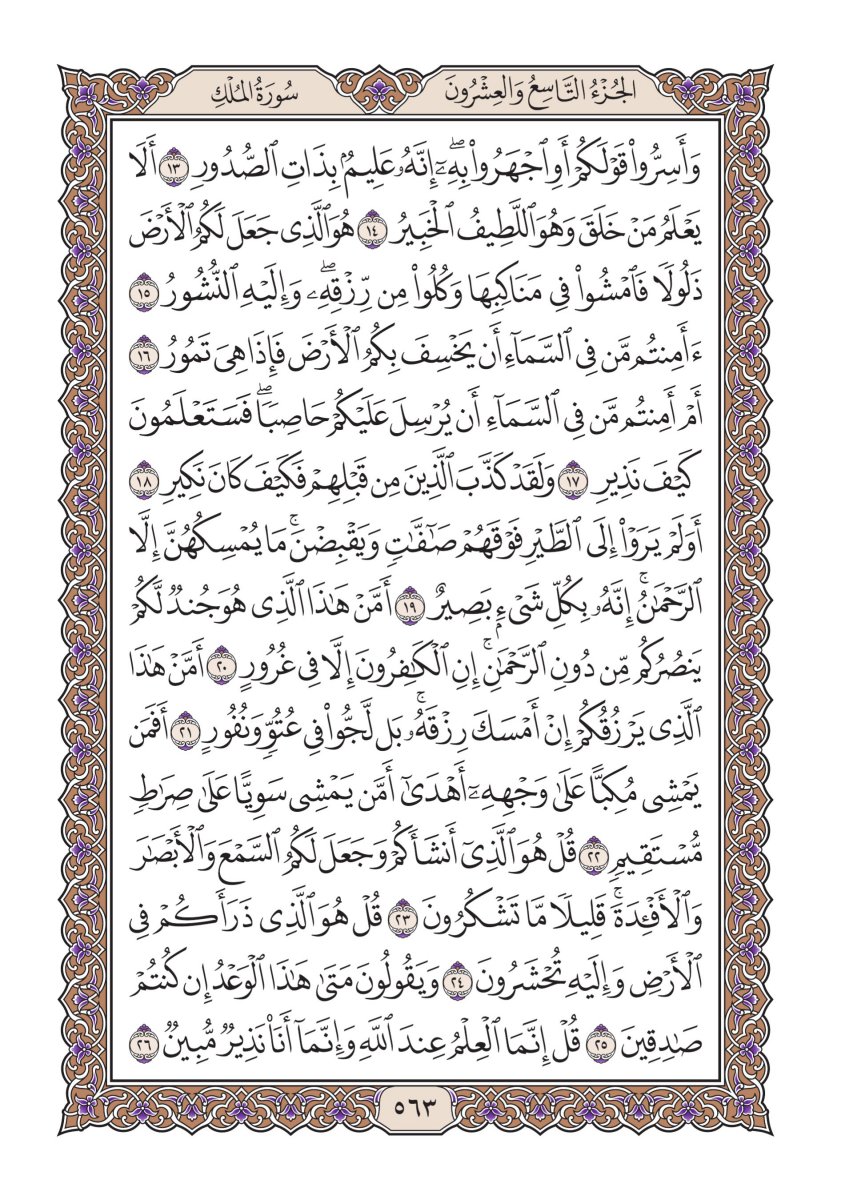 الجُزْءُ التَّاسِعُ وَالعِشْرُونَ
سُورَةُ المُلْكِ
وَأَسِرُّواْ قَوْلَكُمْ أَوِ ٱجْهَرُواْ بِهِۦٓۖ إِنَّهُۥ عَلِيمُۢ بِذَاتِ ٱلصُّدُورِ ١٣ أَلَا
يَعْلَمُ مَنْ خَلَقَ وَهُوَ ٱللَّطِيفُ ٱلْخَبِيرُ ١٤ هُوَ ٱلَّذِى جَعَلَ لَكُمُ ٱلْأَرْضَ
ذَلُولًا فَٱمْشُواْ فِى مَنَاكِبِهَا وَكُلُواْ مِن رِّزْقِهِۦۖ وَإِلَيْهِ ٱلنُّشُورُ ١٥
ءَأَمِنتُم مَّن فِى ٱلسَّمَآءِ أَن يَخْسِفَ بِكُمُ ٱلْأَرْضَ فَإِذَا هِىَ تَمُورُ ١٦
أَمْ أَمِنتُم مَّن فِى ٱلسَّمَآءِ أَن يُرْسِلَ عَلَيْكُمْ حَاصِبًاۖ فَسَتَعْلَمُونَ
كَيْفَ نَذِيرِ ١٧ وَلَقَدْ كَذَّبَ ٱلَّذِينَ مِن قَبْلِهِمْ فَكَيْفَ كَانَ نَكِيرِ ١٨
أَوَلَمْ يَرَوْاْ إِلَى ٱلطَّيْرِ فَوْقَهُمْ صَٰٓفَّٰتٍ وَيَقْبِضْنَۚ مَا يُمْسِكُهُنَّ إِلَّا
ٱلرَّحْمَٰنُۚ إِنَّهُۥ بِكُلِّ شَىْءِۭ بَصِيرٌ ١٩ أَمَّنْ هَٰذَا ٱلَّذِى هُوَ جُندٌ لَّكُمْ
يَنصُرُكُم مِّن دُونِ ٱلرَّحْمَٰنِۚ إِنِ ٱلْكَٰفِرُونَ إِلَّا فِى غُرُورٍ ٢٠ أَمَّنْ هَٰذَا
ٱلَّذِى يَرْزُقُكُمْ إِنْ أَمْسَكَ رِزْقَهُۥۚ بَل لَّجُّواْ فِى عُتُوٍّ وَنُفُورٍ ٢١ أَفَمَن
يَمْشِى مُكِبًّا عَلَىٰ وَجْهِهِۦٓ أَهْدَىٰٓ أَمَّن يَمْشِى سَوِيًّا عَلَىٰ صِرَٰطٍ
مُّسْتَقِيمٍ ٢٢ قُلْ هُوَ ٱلَّذِىٓ أَنشَأَكُمْ وَجَعَلَ لَكُمُ ٱلسَّمْعَ وَٱلْأَبْصَٰرَ
وَٱلْأَفْـِٔدَةَۚ قَلِيلًا مَّا تَشْكُرُونَ ٢٣ قُلْ هُوَ ٱلَّذِى ذَرَأَكُمْ فِى
ٱلْأَرْضِ وَإِلَيْهِ تُحْشَرُونَ ٢٤ وَيَقُولُونَ مَتَىٰ هَٰذَا ٱلْوَعْدُ إِن كُنتُمْ
صَٰدِقِينَ ٢٥ قُلْ إِنَّمَا ٱلْعِلْمُ عِندَ ٱللَّهِ وَإِنَّمَآ أَنَا۠ نَذِيرٌ مُّبِينٌ ٢٦
٥٦٣